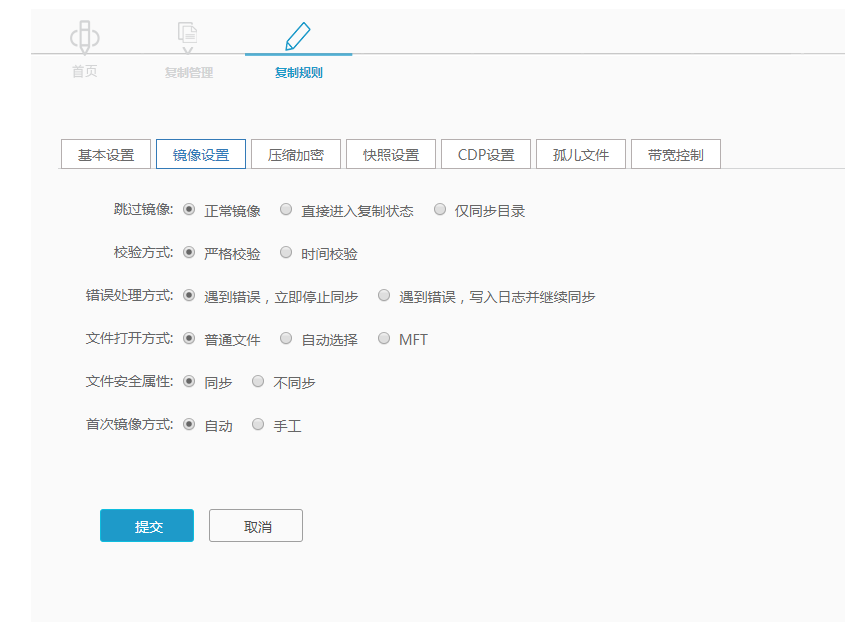 首页 复制管理 复制规则
基本设置 镜像设置 压缩加密 快照设置 CDP设置 孤儿文件 带宽控制
跳过镜像: 正常镜像 直接进入复制状态 仅同步目录
校验方式: 严格校验 时间校验
错误处理方式: 遇到错误，立即停止同步 遇到错误，写入日志并继续同步
文件打开方式: 普通文件 自动选择 MFT
文件安全属性: 同步 不同步
首次镜像方式: 自动 手工
提交 取消